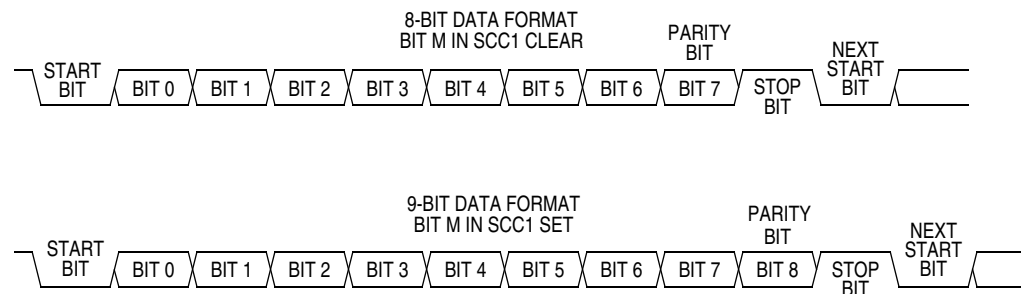 8-BIT DATA FORMAT
BIT M IN SCC1 CLEAR
PARITY
BIT
START
BIT
BIT 0
BIT 1
BIT 2
BIT 3
BIT 4
BIT 5
BIT 6
BIT 7
STOP
BIT
NEXT
START
BIT
9-BIT DATA FORMAT
BIT M IN SCC1 SET
PARITY
BIT
START
BIT
BIT 0
BIT 1
BIT 2
BIT 3
BIT 4
BIT 5
BIT 6
BIT 7
BIT 8
STOP
BIT
NEXT
START
BIT